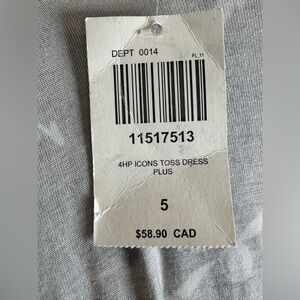 DEPT 0014
FL 11
11517513
4HP ICONS TOSS DRESS
PLUS
5
$58.90 CAD